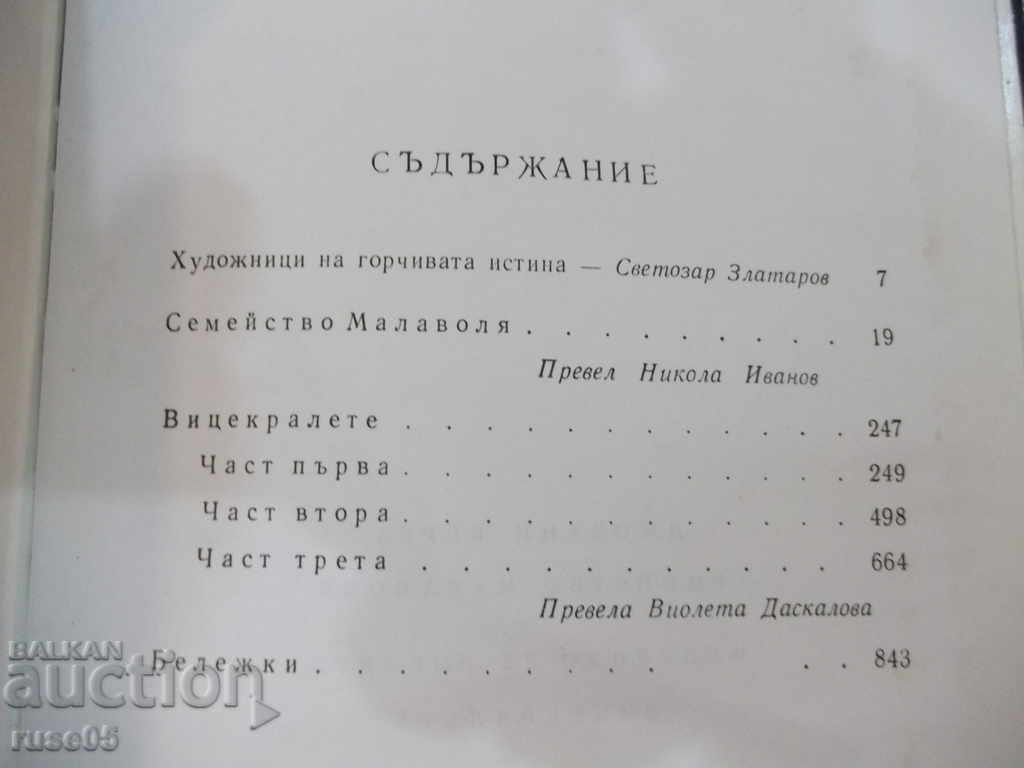 СЪДЪРЖАНИЕ
Художници на горчивата истина — Светозар Златаров 7
Семейство Малаволя . . . . . . . . . 19
Превел Никола Иванов
Вицекралете . . . . . . . . . . . . 247
Част първа . . . . . . . . . . . . 249
Част втора . . . . . . . . . . . . 498
Част трета . . . . . . . . . . . . 664
Превела Виолета Даскалова
Бележки . . . . . . . . . . . 843
BALKAN
auction
ruse05